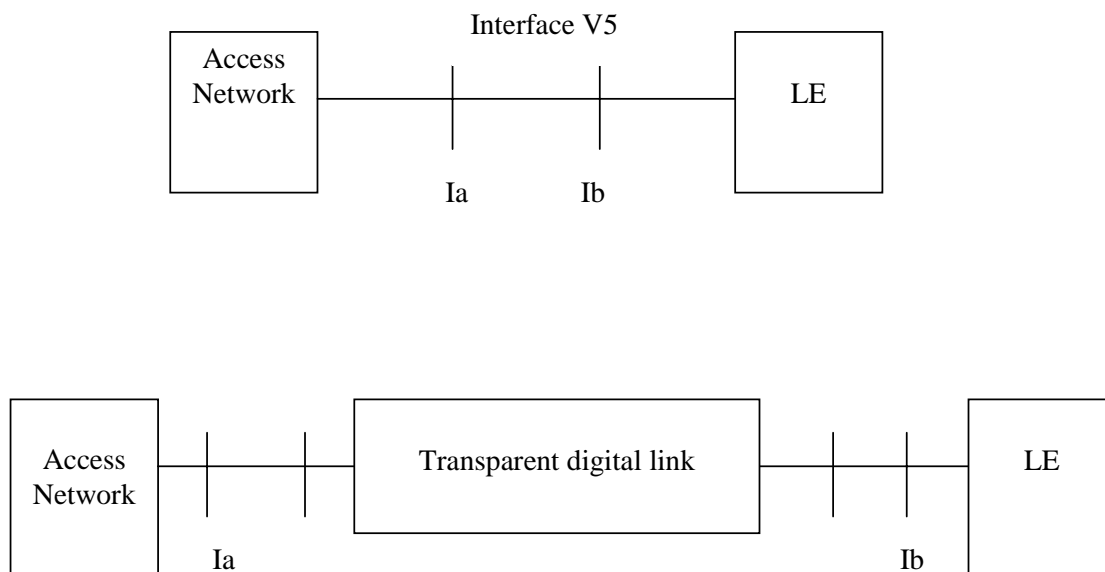 Interface V5
Access
Network
LE
Ia
Ib
Access
Network
Transparent digital link
LE
Ia
Ib